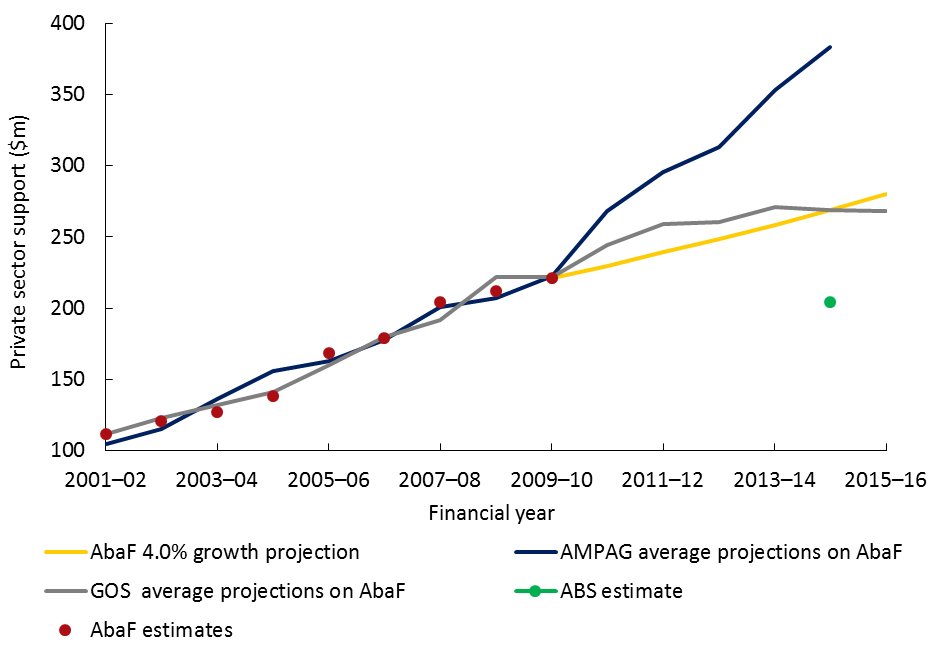 400
350
300
250
200
150
100
Private sector support ($m)
2001–02 2003–04 2005–06 2007–08 2009–10 2011–12 2013–14 2015–16
Financial year
AbaF 4.0% growth projection AMPAG average projections on AbaF
GOS  average projections on AbaF ABS estimate
AbaF estimates